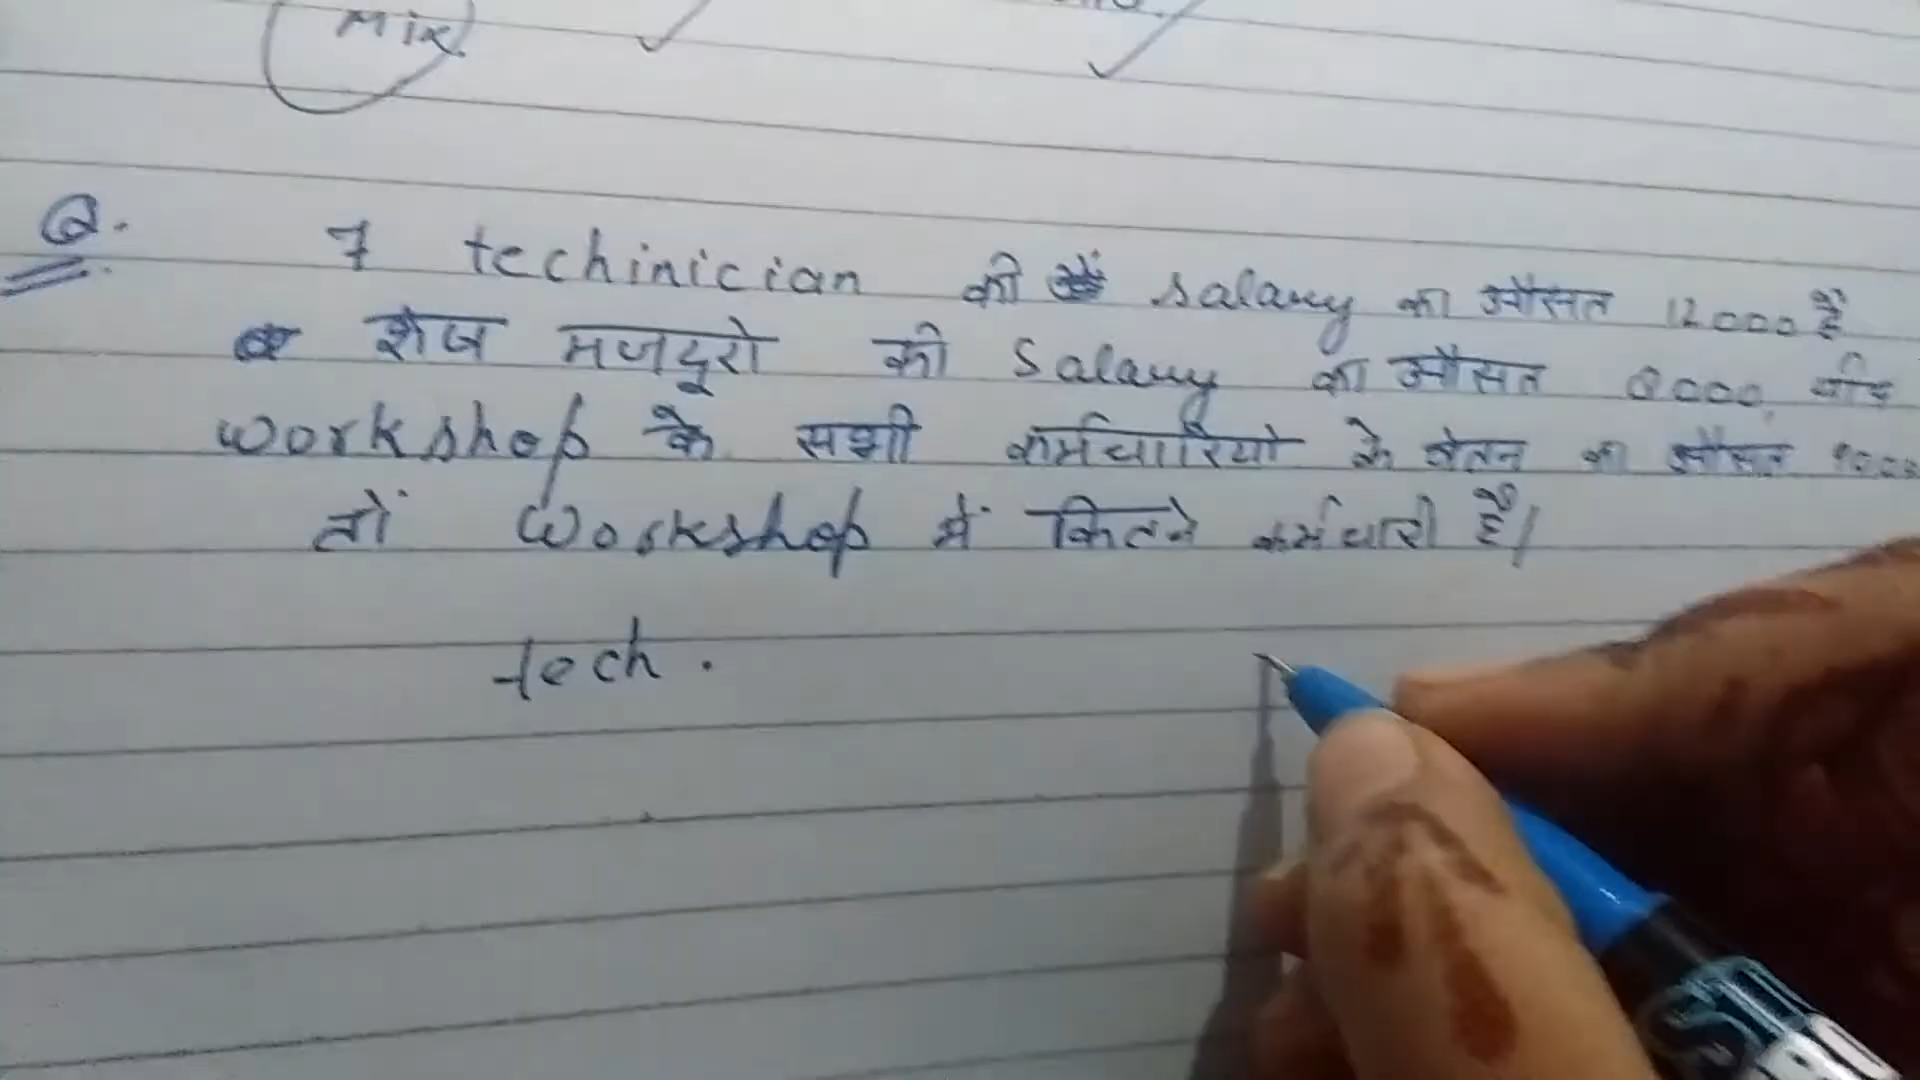 Mix
Q. 7 techinician की salary का औसत 12000 है
शेष मजदूरो की Salary का औसत 8000, यदि
workshop के सभी कर्मचारियो के वेतन का औसत
तों Workshop में कितने कर्मचारी है।
tech.